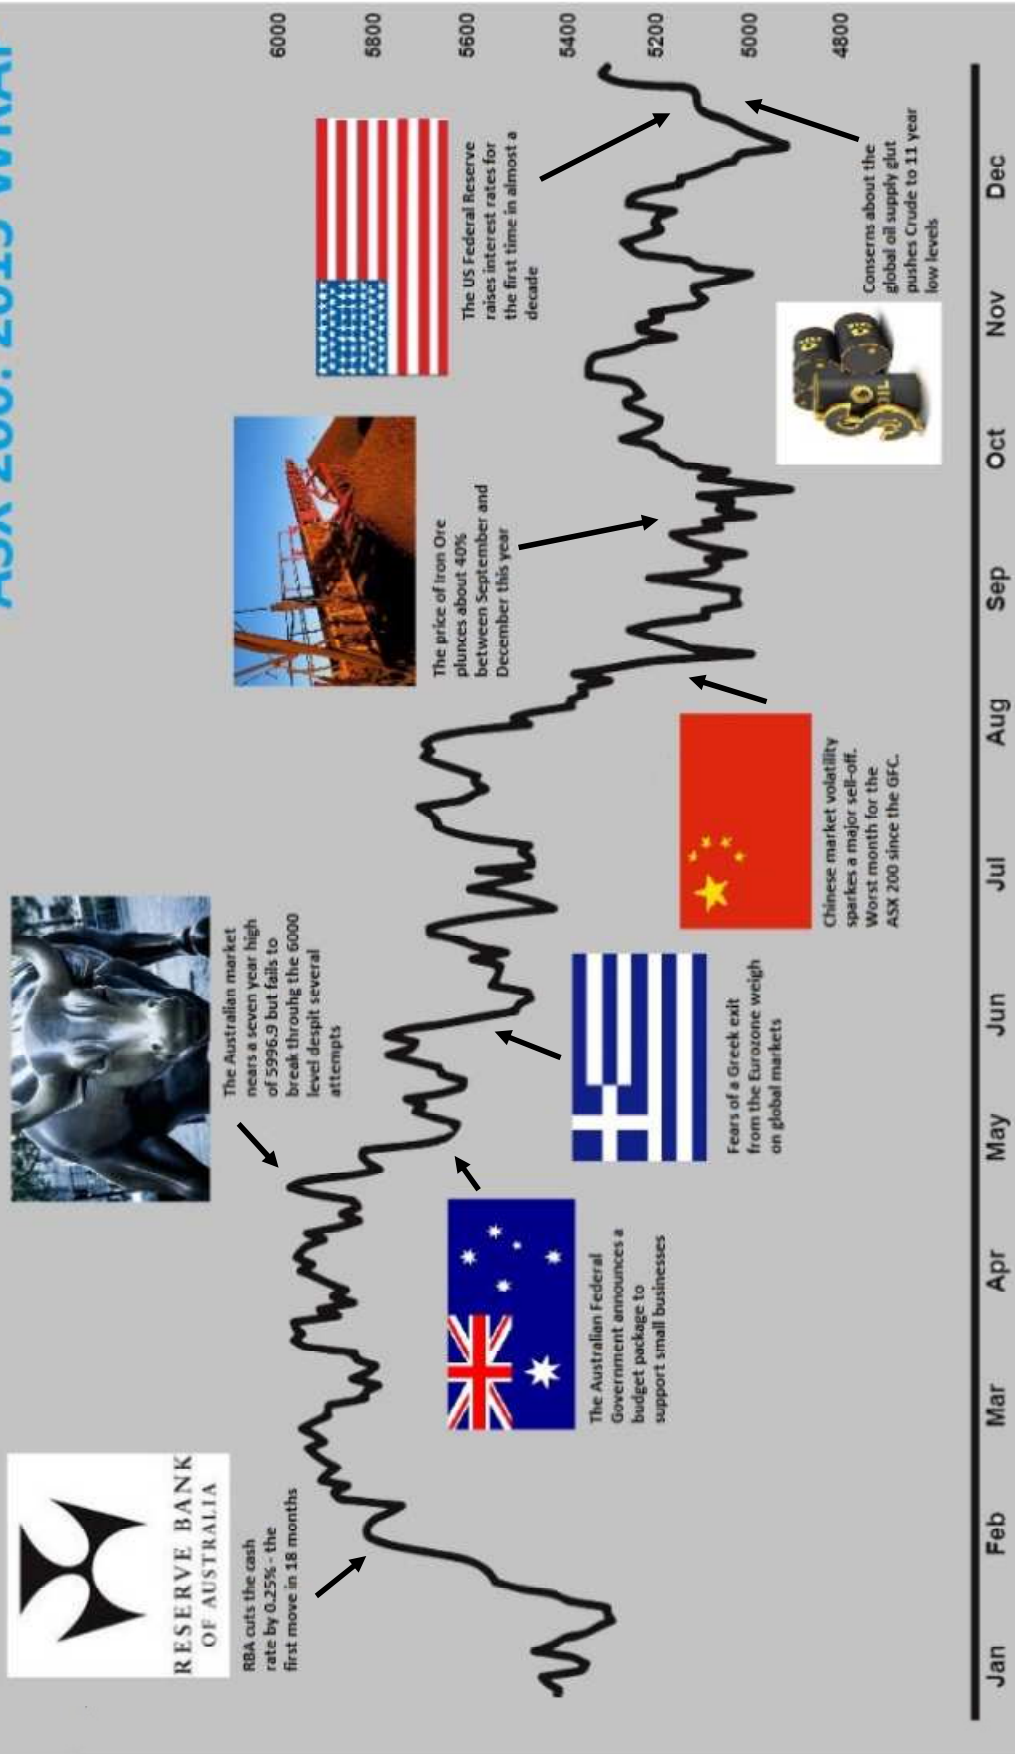 ASX 200: 2015 WRAP
6000
5800
5600
5400
5200
5000
4800
RESERVE BANK
OF AUSTRALIA
RBA cuts the cash
rate by 0.25% - the
first move in 18 months
The Australian market
nears a seven year high
of 5996.9 but fails to
break throuhg the 6000
level despit several
attempts
The price of Iron Ore
plunces about 40%
between September and
December this year
The US Federal Reserve
raises interest rates for
the first time in almost a
decade
The Australian Federal
Government announces a
budget package to
support small businesses
Fears of a Greek exit
from the Eurozone weigh
on global markets
Chinese market volatility
sparkes a major sell-off.
Worst month for the
ASX 200 since the GFC.
OIL
Conserns about the
global oil supply glut
pushes Crude to 11 year
low levels
Jan Feb Mar Apr May Jun Jul Aug Sep Oct Nov Dec